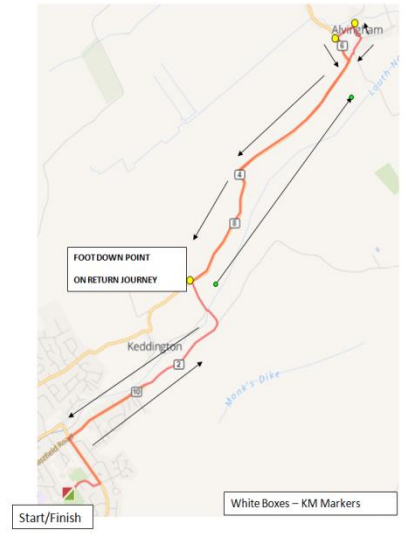 Alvingham
6
4
8
FOOT DOWN POINT
ON RETURN JOURNEY
Keddington
2
10
Monk's-Dike
White Boxes – KM Markers
Start/Finish